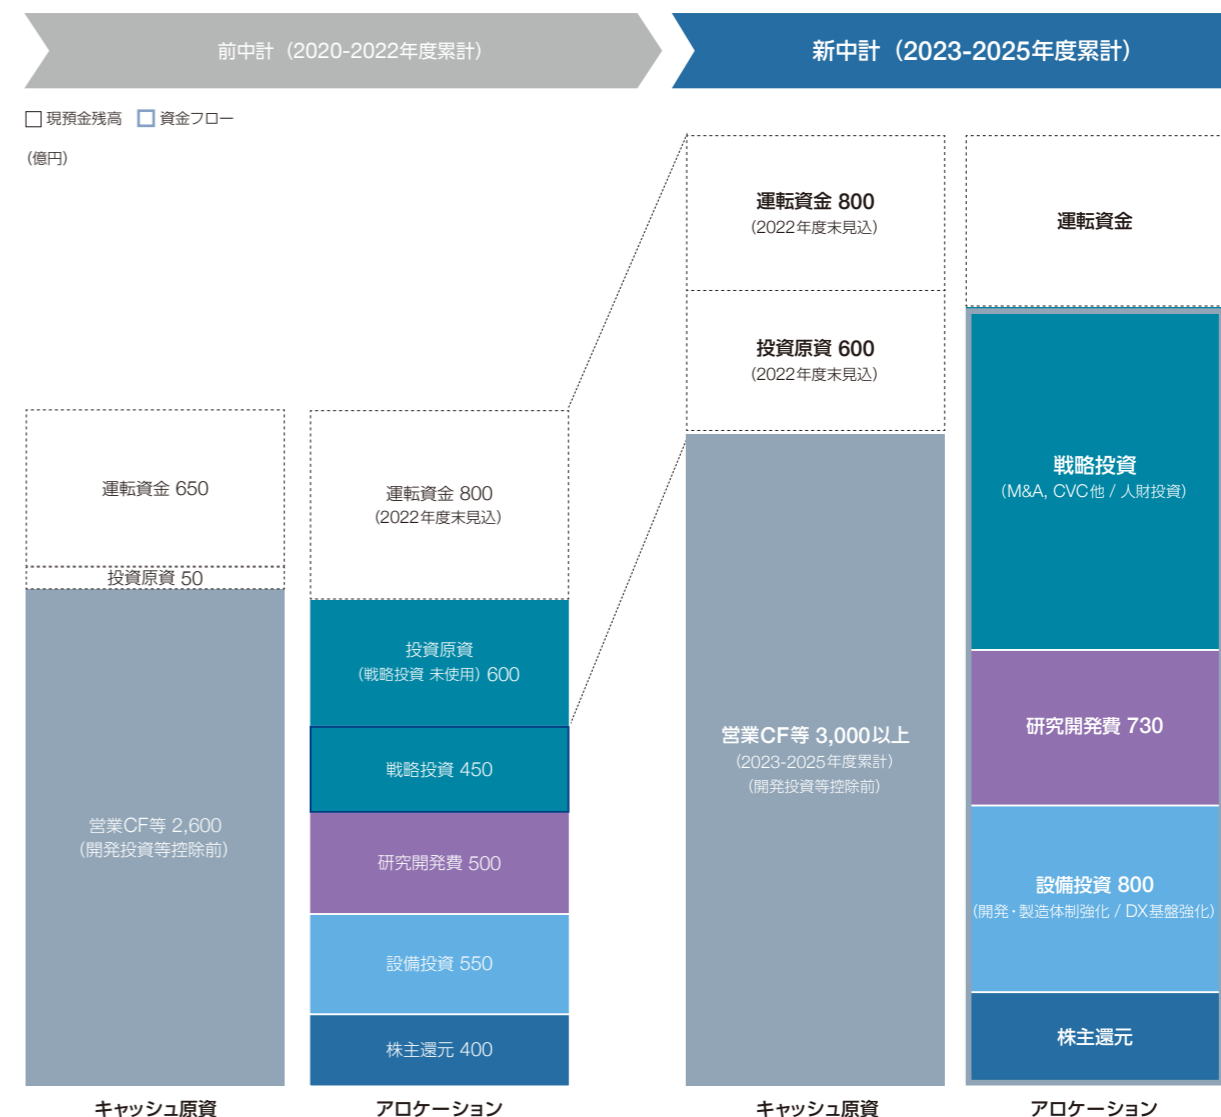 前中計（2020-2022年度累計）
新中計（2023-2025年度累計）
現預金残高
資金フロー
（億円）
運転資金 650
投資原資 50
営業CF等 2,600
（開発投資等控除前）
キャッシュ原資
運転資金 800
（2022年度末見込）
投資原資
（戦略投資 未使用）600
戦略投資 450
研究開発費 500
設備投資 550
株主還元 400
アロケーション
運転資金 800
（2022年度末見込）
投資原資 600
（2022年度末見込）
営業CF等 3,000以上
（2023-2025年度累計）
（開発投資等控除前）
キャッシュ原資
運転資金
戦略投資
（M&A, CVC他 / 人財投資）
研究開発費 730
設備投資 800
（開発・製造体制強化 / DX基盤強化）
株主還元
アロケーション